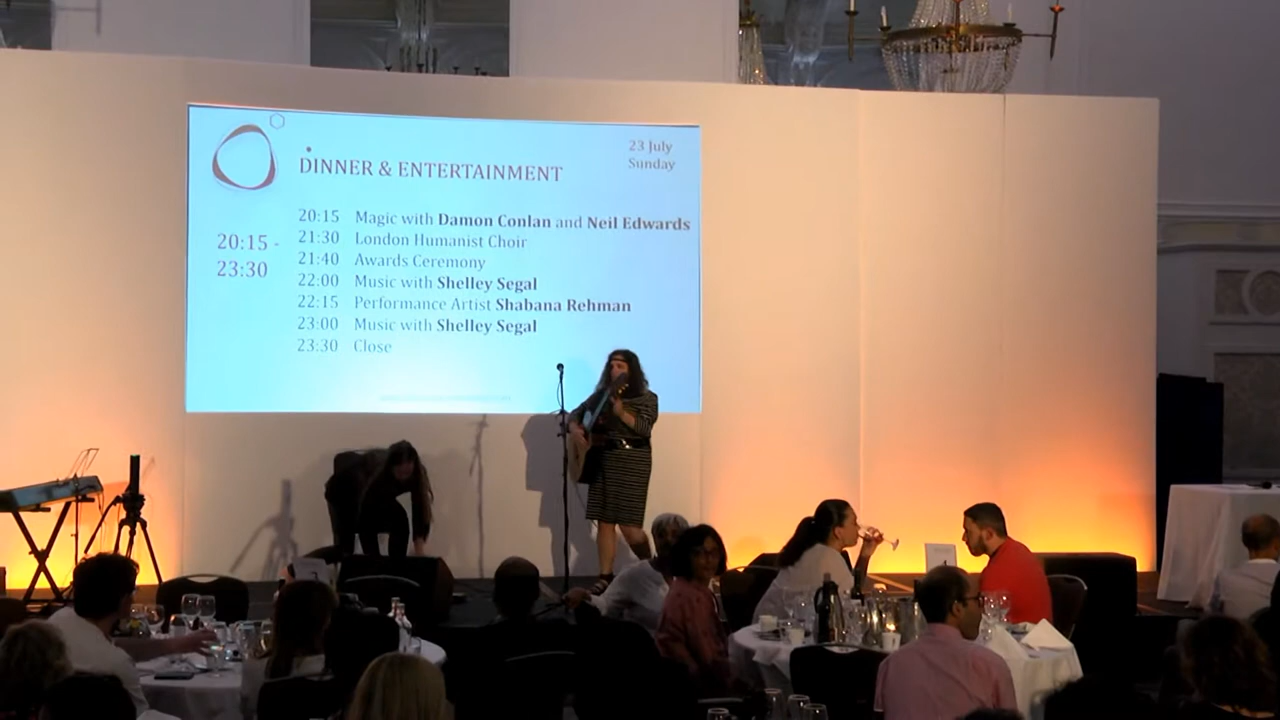 23 July
Sunday
DINNER & ENTERTAINMENT
20:15 -
23:30
20:15 Magic with Damon Conlan and Neil Edwards
21:30 London Humanist Choir
21:40 Awards Ceremony
22:00 Music with Shelley Segal
22:15 Performance Artist Shabana Rehman
23:00 Music with Shelley Segal
23:30 Close